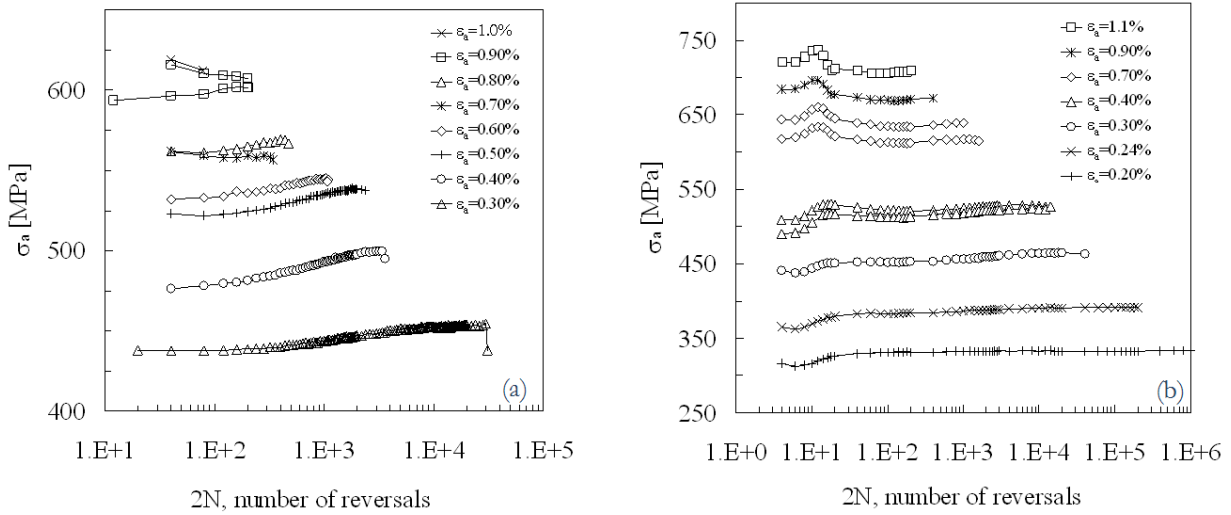 600
500
400
σa [MPa]
1.E+1
1.E+2
1.E+3
1.E+4
1.E+5
2N, number of reversals
εa=1.0%
εa=0.90%
εa=0.80%
εa=0.70%
εa=0.60%
εa=0.50%
εa=0.40%
εa=0.30%
(a)
750
650
550
450
350
250
σa [MPa]
1.E+0
1.E+1
1.E+2
1.E+3
1.E+4
1.E+5
1.E+6
2N, number of reversals
εa=1.1%
εa=0.90%
εa=0.70%
εa=0.40%
εa=0.30%
εa=0.24%
εa=0.20%
(b)